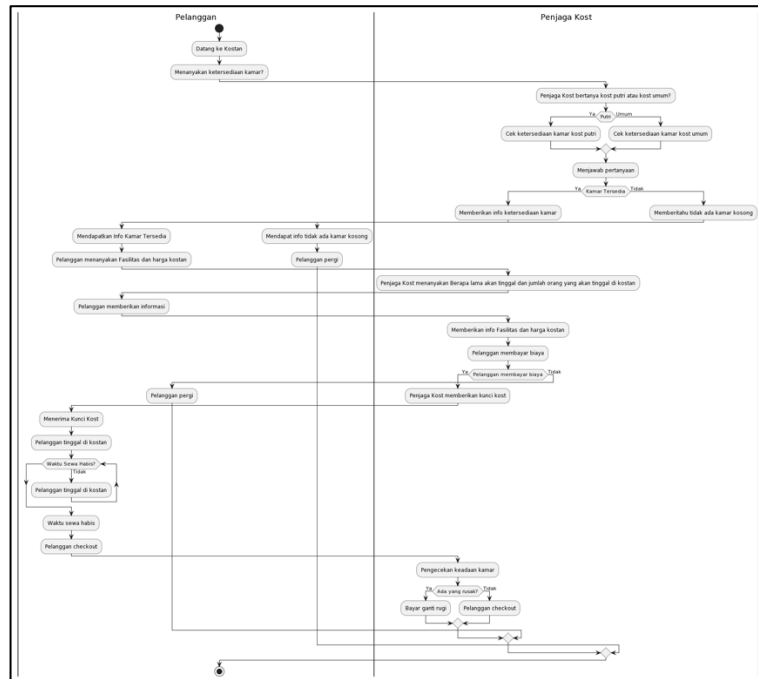 Pelanggan
Penjaga Kost
Datang ke Kostan
Menanyakan ketersediaan kamar?
Penjaga Kost bertanya kost putri atau kost umum?
Ya
Putri
Umum
Cek ketersediaan kamar kost putri
Cek ketersediaan kamar kost umum
Menjawab pertanyaan
Ya
Kamar Tersedia
Tidak
Memberikan info ketersediaan kamar
Memberitahu tidak ada kamar kosong
Mendapatkan Info Kamar Tersedia
Mendapat info tidak ada kamar kosong
Pelanggan menanyakan Fasilitas dan harga kostan
Pelanggan pergi
Penjaga Kost menanyakan Berapa lama akan tinggal dan jumlah orang yang akan tinggal di kostan
Pelanggan memberikan informasi
Memberikan info Fasilitas dan harga kostan
Pelanggan membayar biaya
Ya
Pelanggan membayar biaya
Tidak
Pelanggan pergi
Penjaga Kost memberikan kunci kost
Menerima Kunci Kost
Pelanggan tinggal di kostan
Waktu Sewa Habis?
Tidak
Pelanggan tinggal di kostan
Waktu sewa habis
Pelanggan checkout
Pengecekan keadaan kamar
Ya
Ada yang rusak?
Tidak
Bayar ganti rugi
Pelanggan checkout